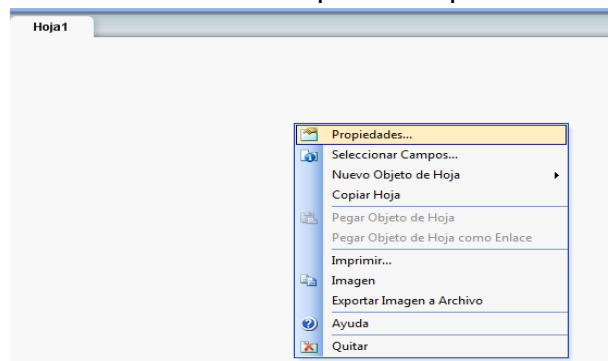 Hoja1
Propiedades...
Seleccionar Campos...
Nuevo Objeto de Hoja
Copiar Hoja
Pegar Objeto de Hoja
Pegar Objeto de Hoja como Enlace
Imprimir...
Imagen
Exportar Imagen a Archivo
Ayuda
Quitar